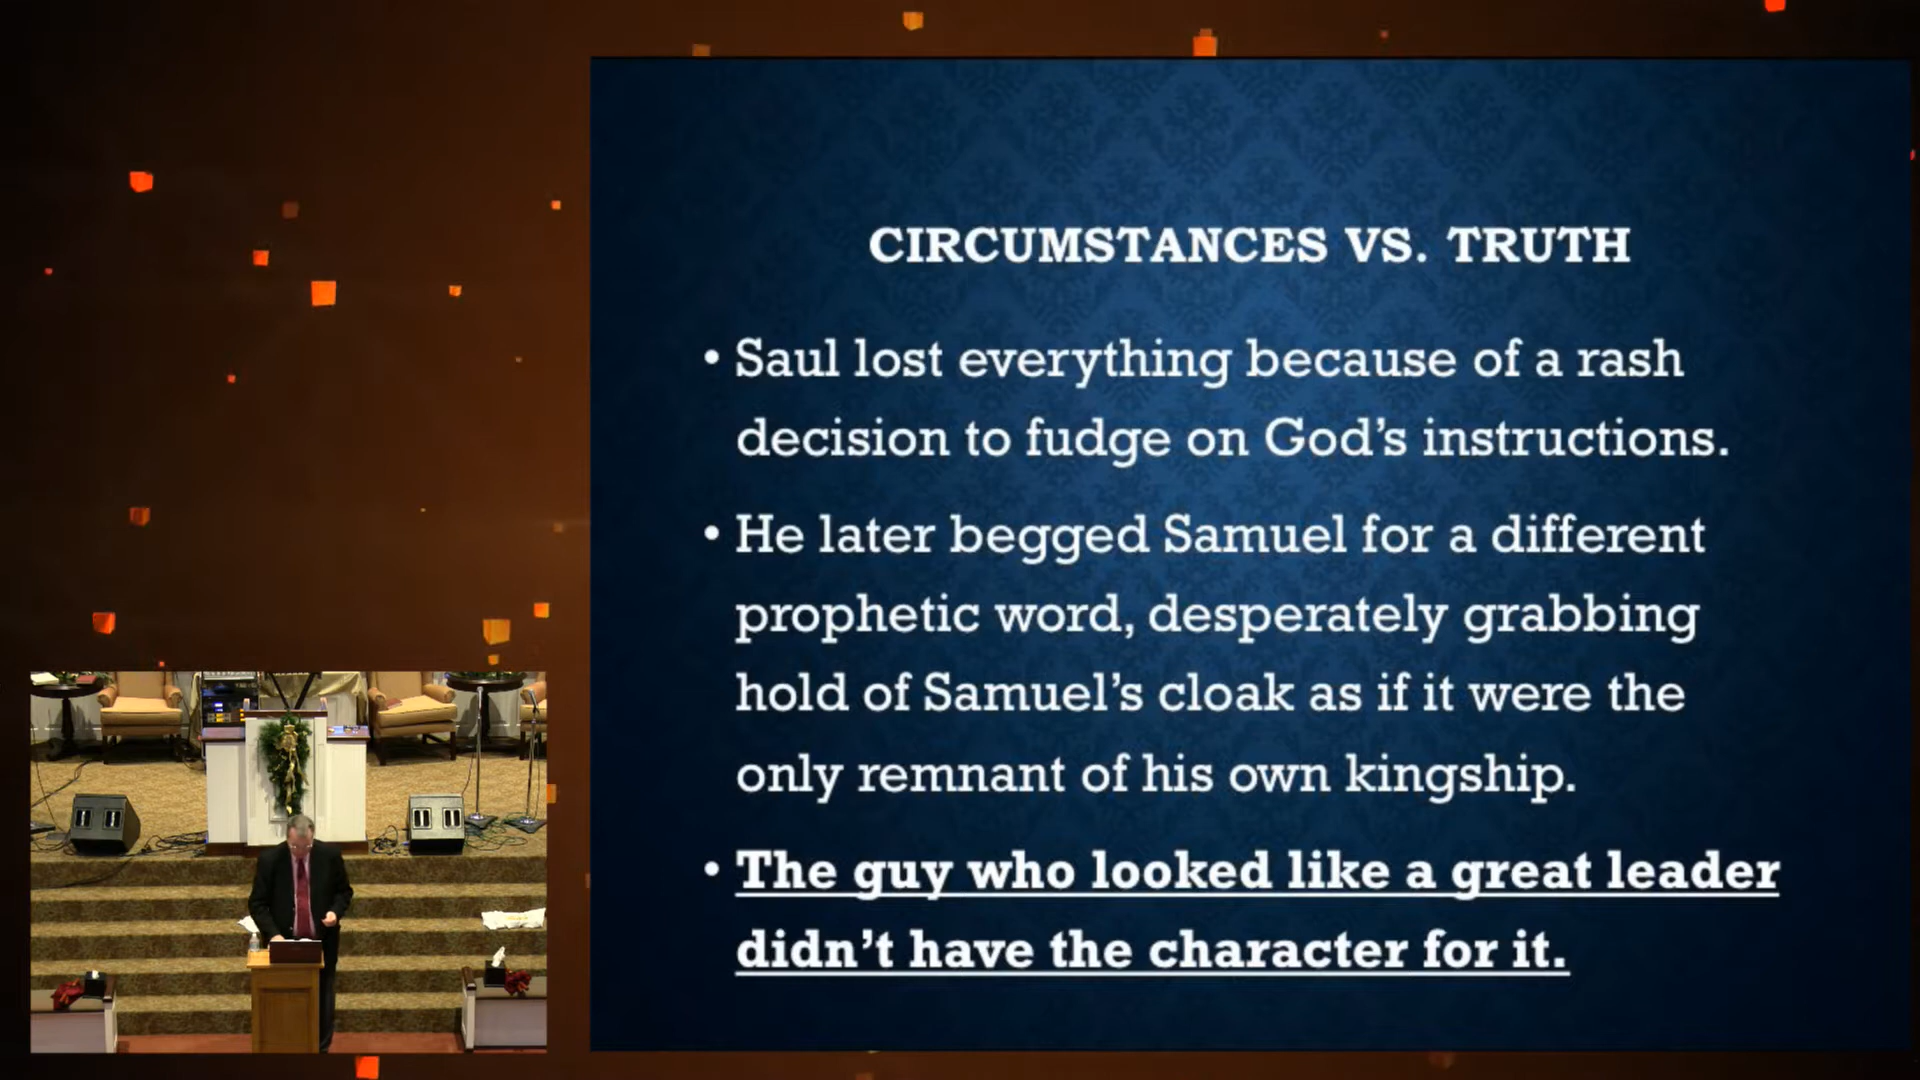 CIRCUMSTANCES VS. TRUTH
• Saul lost everything because of a rash
decision to fudge on God's instructions.
• He later begged Samuel for a different
prophetic word, desperately grabbing
hold of Samuel's cloak as if it were the
only remnant of his own kingship.
• The guy who looked like a great leader
didn't have the character for it.